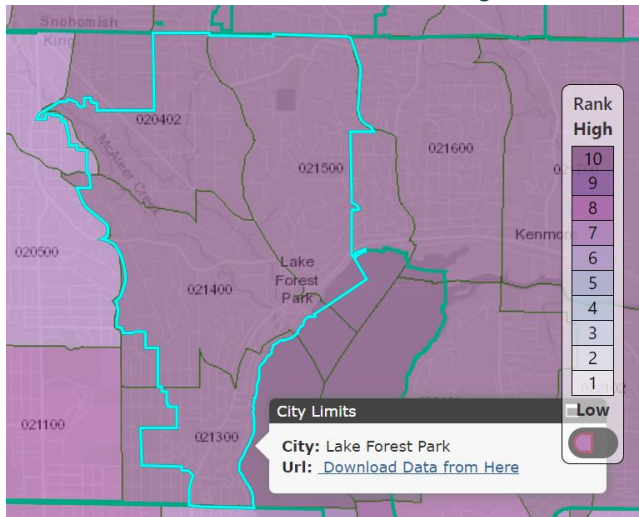 Snohomish
King
020402
McAleer Creek
021500
021600
Kenmore
020500
021400
Lake
Forest
Park
021100
021300
City Limits
City: Lake Forest Park
Url: Download Data from Here
Rank
High
10
9
8
7
6
5
4
3
2
1
Low